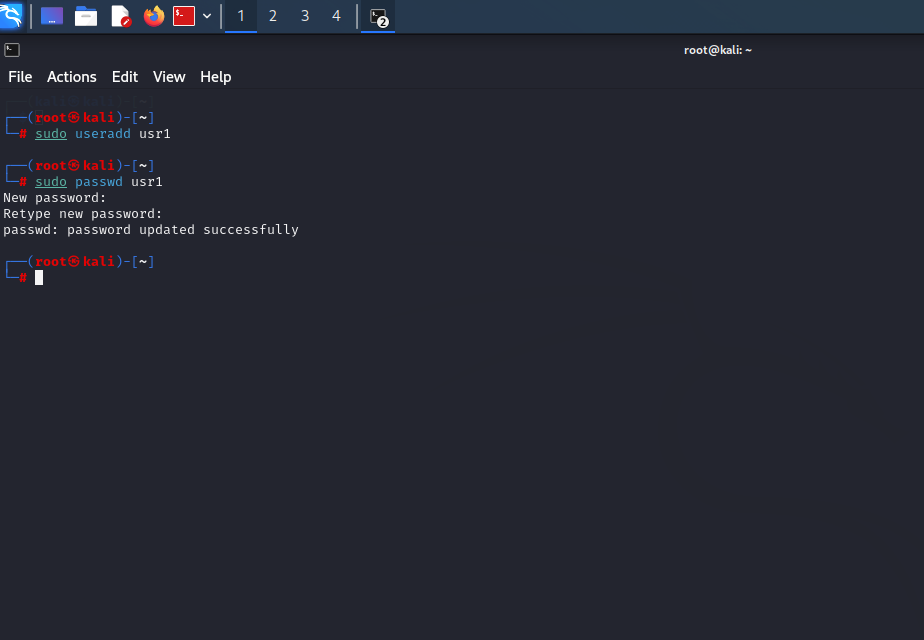 1 2 3 4 2
root@kali: ~
File Actions Edit View Help
┌──(root㉿kali)-[~]
└─# sudo useradd usr1
┌──(root㉿kali)-[~]
└─# sudo passwd usr1
New password:
Retype new password:
passwd: password updated successfully
┌──(root㉿kali)-[~]
└─#